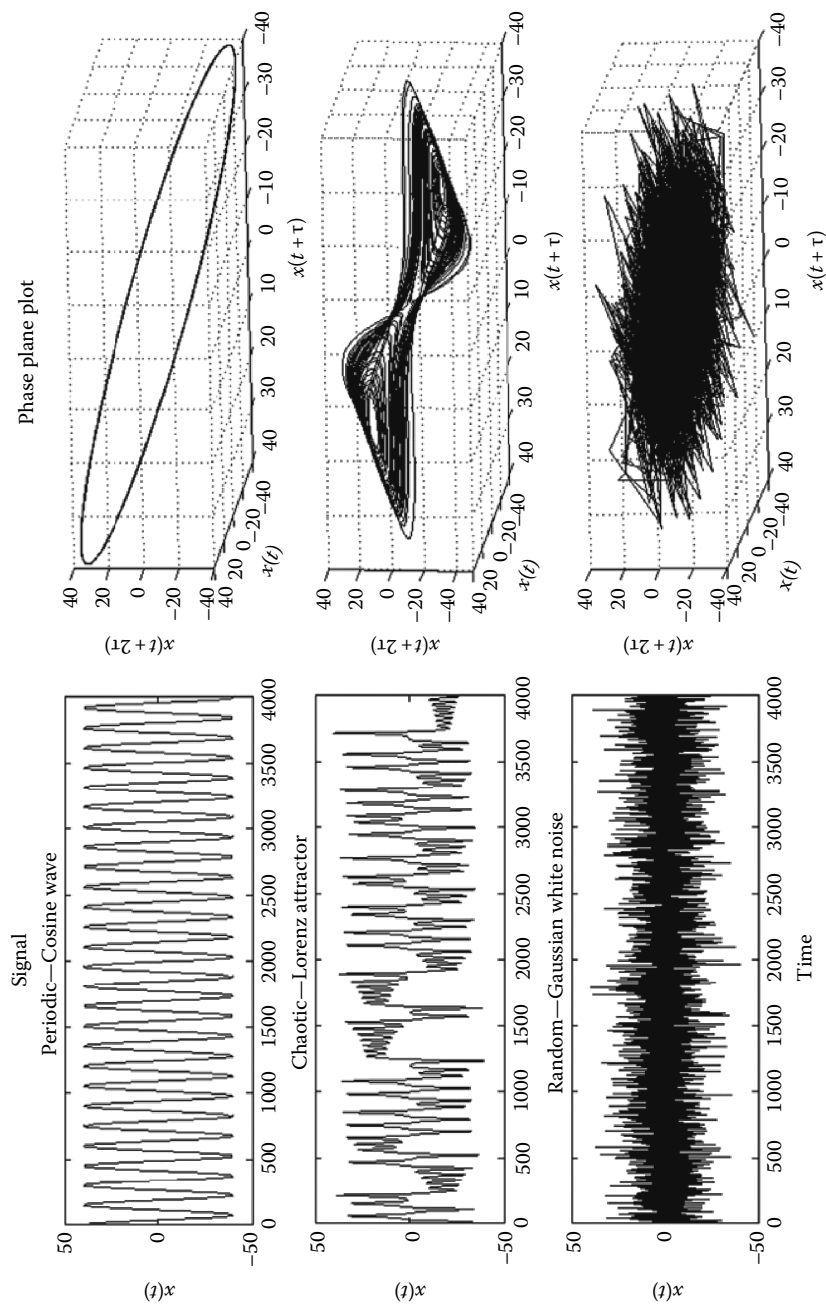 Signal
Phase plane plot
Periodic—Cosine wave
50
0
−50
x(t)
0 500 1000 1500 2000 2500 3000 3500 4000
40
20
0
−20
−40
x(t + 2τ)
40 20 0 −20 −40
x(t)
40 30 20 10 0 −10 −20 −30 −40
x(t + τ)
Chaotic—Lorenz attractor
50
0
−50
x(t)
0 500 1000 1500 2000 2500 3000 3500 4000
40
20
0
−20
−40
x(t + 2τ)
40 20 0 −20 −40
x(t)
40 30 20 10 0 −10 −20 −30 −40
x(t + τ)
Random—Gaussian white noise
50
0
−50
x(t)
0 500 1000 1500 2000 2500 3000 3500 4000
Time
40
20
0
−20
−40
x(t + 2τ)
40 20 0 −20 −40
x(t)
40 30 20 10 0 −10 −20 −30 −40
x(t + τ)